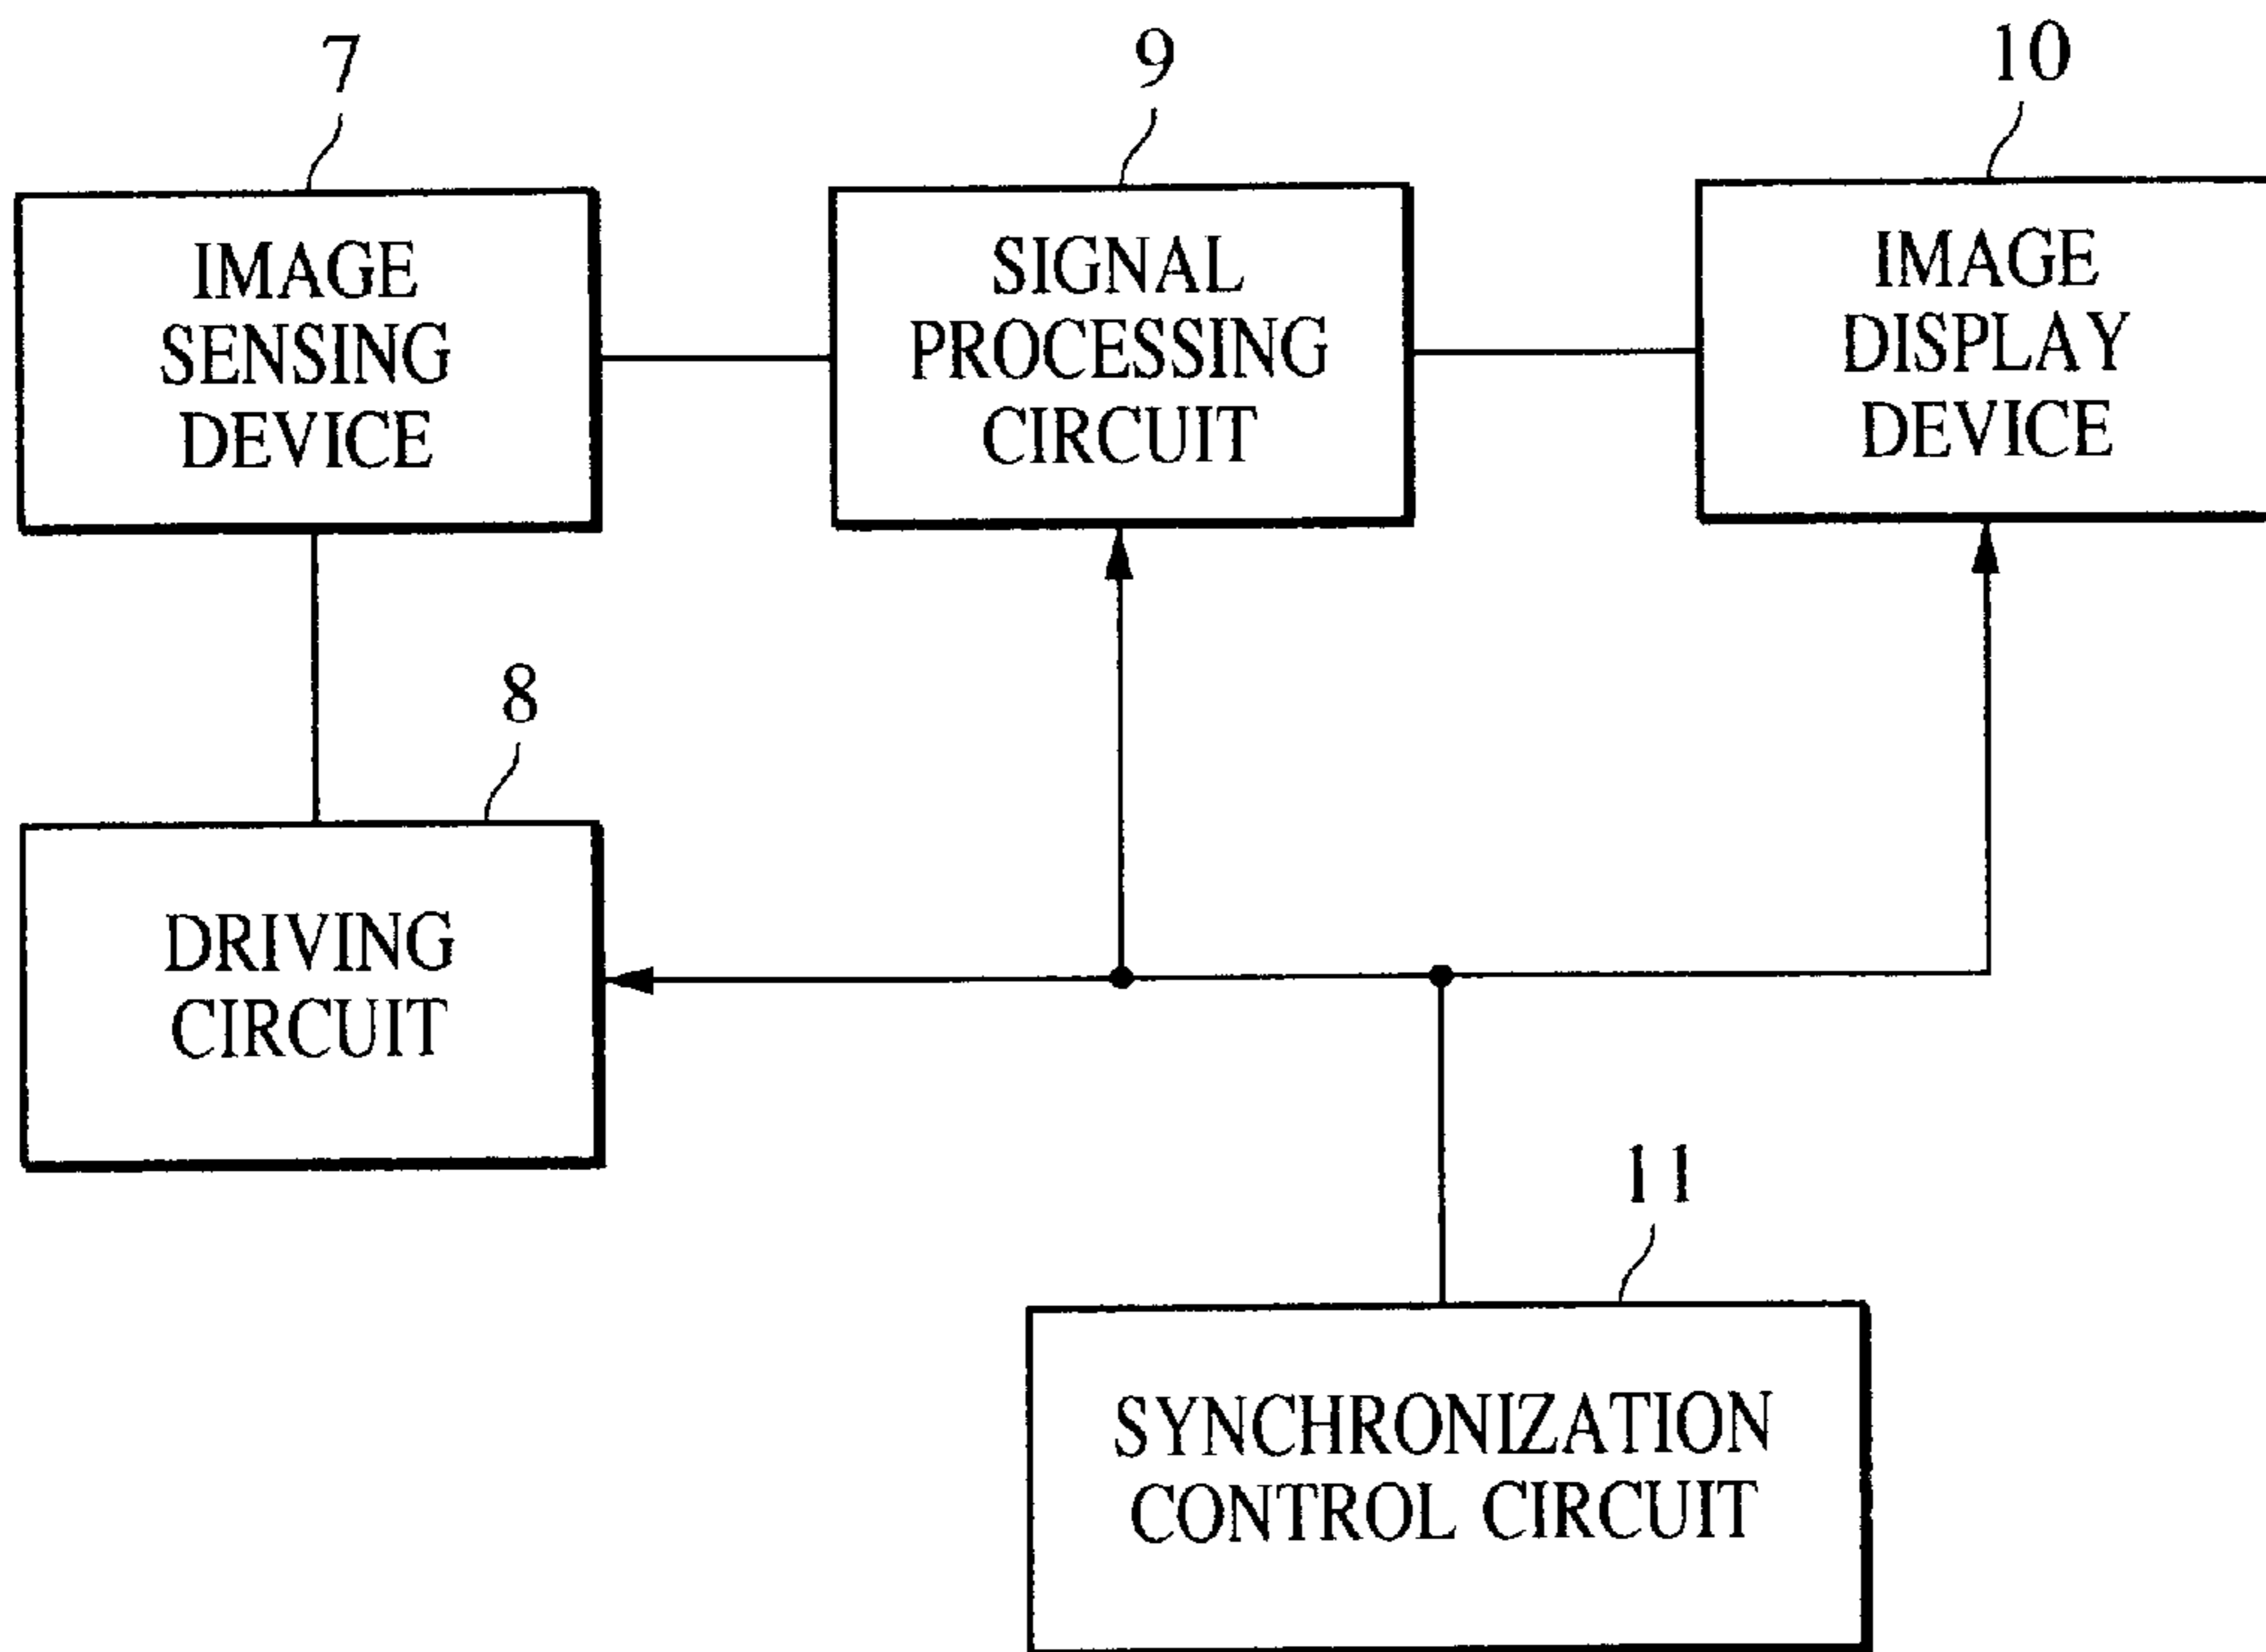 7
9
10
IMAGE
SENSING
DEVICE
SIGNAL
PROCESSING
CIRCUIT
IMAGE
DISPLAY
DEVICE
8
DRIVING
CIRCUIT
11
SYNCHRONIZATION
CONTROL CIRCUIT